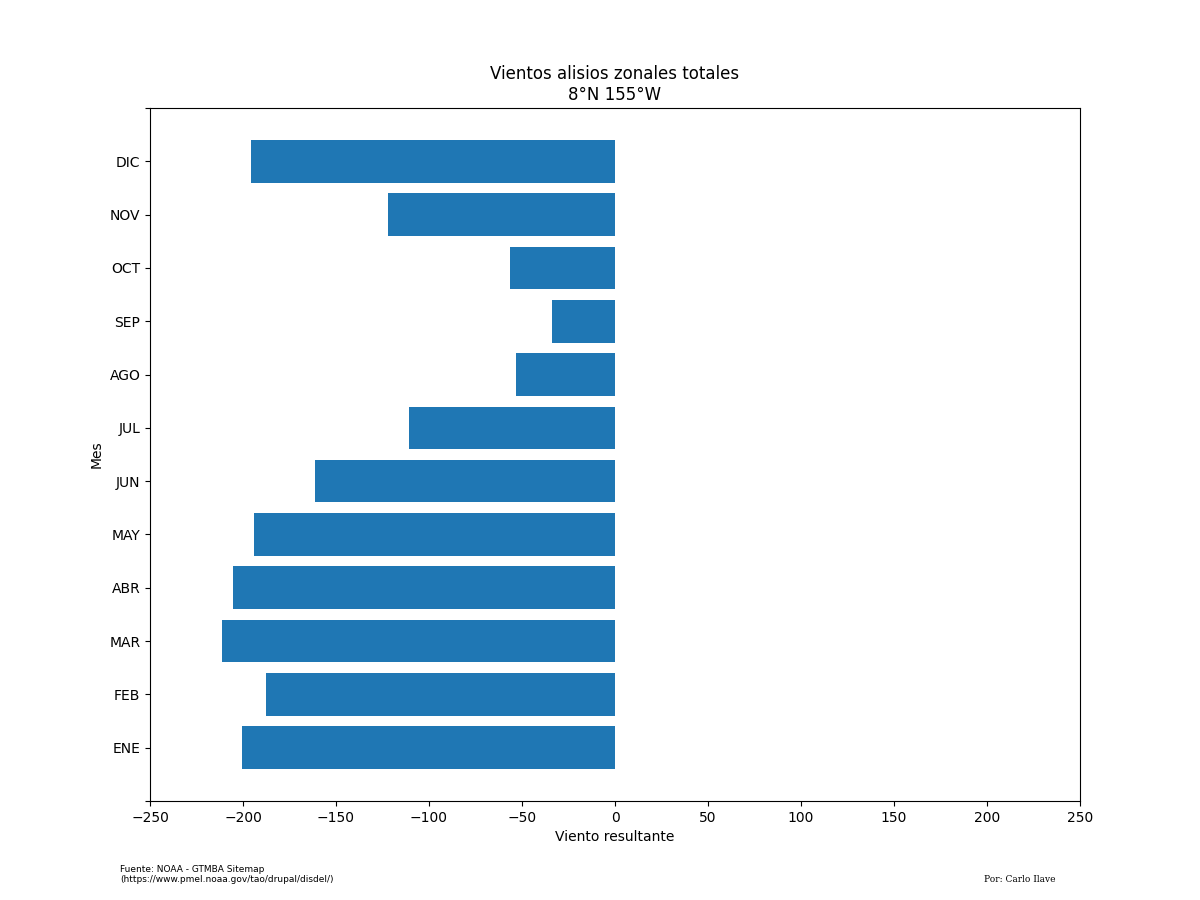 Vientos alisios zonales totales
8°N 155°W
DIC
NOV
OCT
SEP
AGO
JUL
JUN
MAY
ABR
MAR
FEB
ENE
Mes
−250 −200 −150 −100 −50 0 50 100 150 200 250
Viento resultante
Fuente: NOAA - GTMBA Sitemap
(https://www.pmel.noaa.gov/tao/drupal/disdel/)
Por: Carlo Ilave